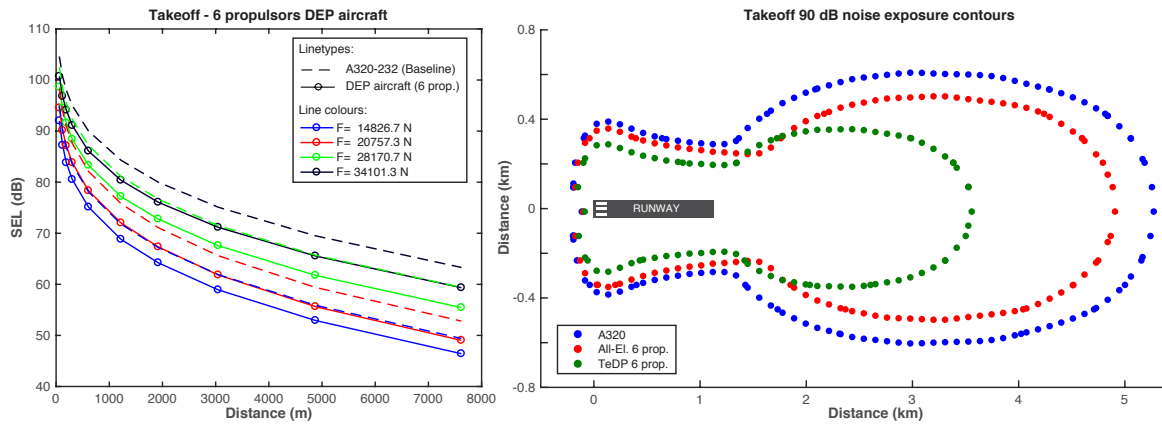 Takeoff - 6 propulsors DEP aircraft
110
100
90
80
70
60
50
40
SEL (dB)
0 1000 2000 3000 4000 5000 6000 7000 8000
Distance (m)
Linetypes:
A320-232 (Baseline)
DEP aircraft (6 prop.)
Line colours:
F= 14826.7 N
F= 20757.3 N
F= 28170.7 N
F= 34101.3 N
Takeoff 90 dB noise exposure contours
0.8
0.4
0
-0.4
-0.8
Distance (km)
RUNWAY
A320
All-El. 6 prop.
TeDP 6 prop.
0 1 2 3 4 5
Distance (km)